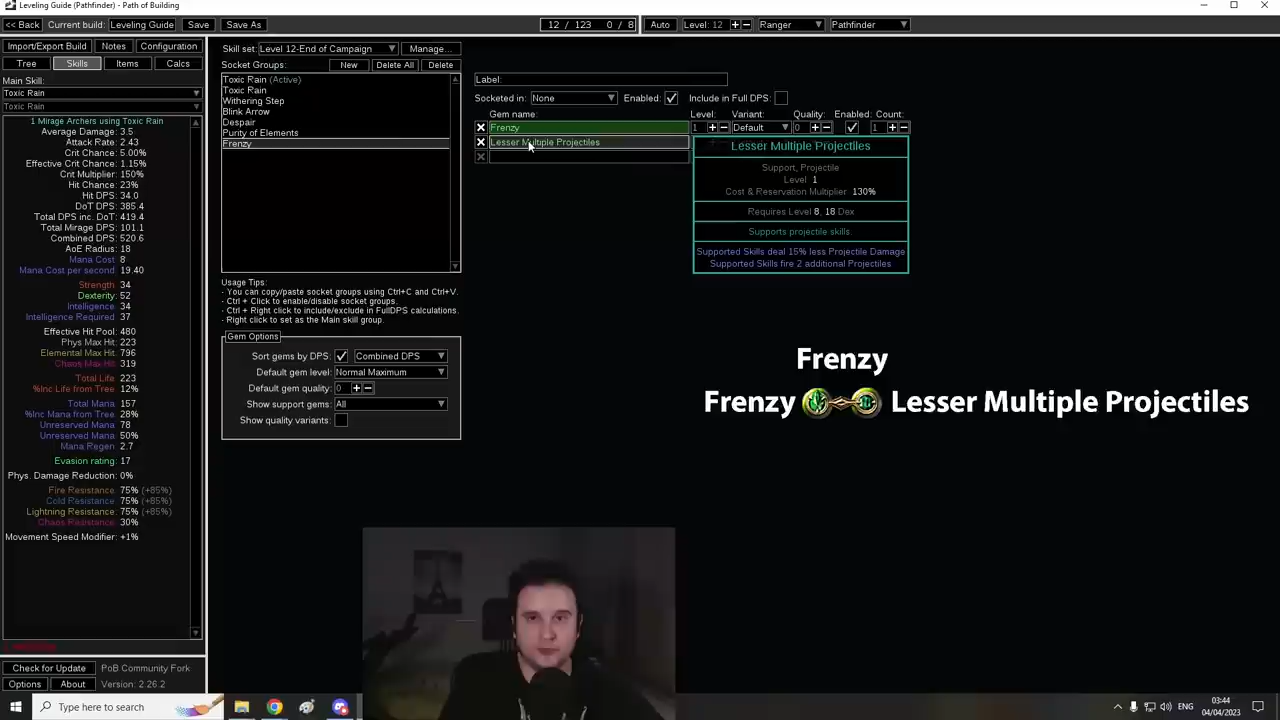 Leveling Guide (Pathfinder) - Path of Building
<< Back
Current build:
Leveling Guide
Save
Save As
12 / 123 0 / 8
Auto
Level: 12
Ranger
Pathfinder
Import/Export Build
Notes
Configuration
Tree
Skills
Items
Calcs
Main Skill:
Toxic Rain
Toxic Rain
1 Mirage Archers using Toxic Rain
Average Damage: 3.5
Attack Rate: 2.43
Crit Chance: 5.00%
Effective Crit Chance: 1.15%
Crit Multiplier: 150%
Hit Chance: 23%
Hit DPS: 34.0
DoT DPS: 385.4
Total DPS inc. DoT: 419.4
Total Mirage DPS: 101.1
Combined DPS: 520.6
AoE Radius: 18
Mana Cost: 8
Mana Cost per second: 19.40
Strength: 34
Dexterity: 52
Intelligence: 34
Intelligence Required: 37
Effective Hit Pool: 480
Phys Max Hit: 223
Elemental Max Hit: 796
Chaos Max Hit: 319
Total Life: 223
%Inc Life from Tree: 12%
Total Mana: 157
%Inc Mana from Tree: 28%
Unreserved Mana: 78
Unreserved Mana: 50%
Mana Regen: 2.7
Evasion rating: 17
Phys. Damage Reduction: 0%
Fire Resistance: 75% (+85%)
Cold Resistance: 75% (+85%)
Lightning Resistance: 75% (+85%)
Chaos Resistance: 30%
Movement Speed Modifier: +1%
Check for Update
PoB Community Fork
Options
About
Version: 2.26.2
Skill set:
Level 12-End of Campaign
Manage...
Socket Groups:
New
Delete All
Delete
Toxic Rain (Active)
Toxic Rain
Withering Step
Blink Arrow
Despair
Purity of Elements
Frenzy
Usage Tips:
- You can copy/paste socket groups using Ctrl+C and Ctrl+V.
- Ctrl + Click to enable/disable socket groups.
- Ctrl + Right click to include/exclude in FullDPS calculations.
- Right click to set as the Main skill group.
Gem Options
Sort gems by DPS:
Combined DPS
Default gem level:
Normal Maximum
Default gem quality:
0
Show support gems:
All
Show quality variants:
Label:
Socketed in:
None
Enabled:
Include in Full DPS:
Gem name:
Level:
Variant:
Quality:
Enabled:
Count:
Frenzy
1
Default
0
1
Lesser Multiple Projectiles
Lesser Multiple Projectiles
Support, Projectile
Level 1
Cost & Reservation Multiplier 130%
Requires Level 8, 18 Dex
Supports projectile skills.
Supported Skills deal 15% less Projectile Damage
Supported Skills fire 2 additional Projectiles
Frenzy
Frenzy Lesser Multiple Projectiles
Type here to search
ENG
03:44
04/04/2023